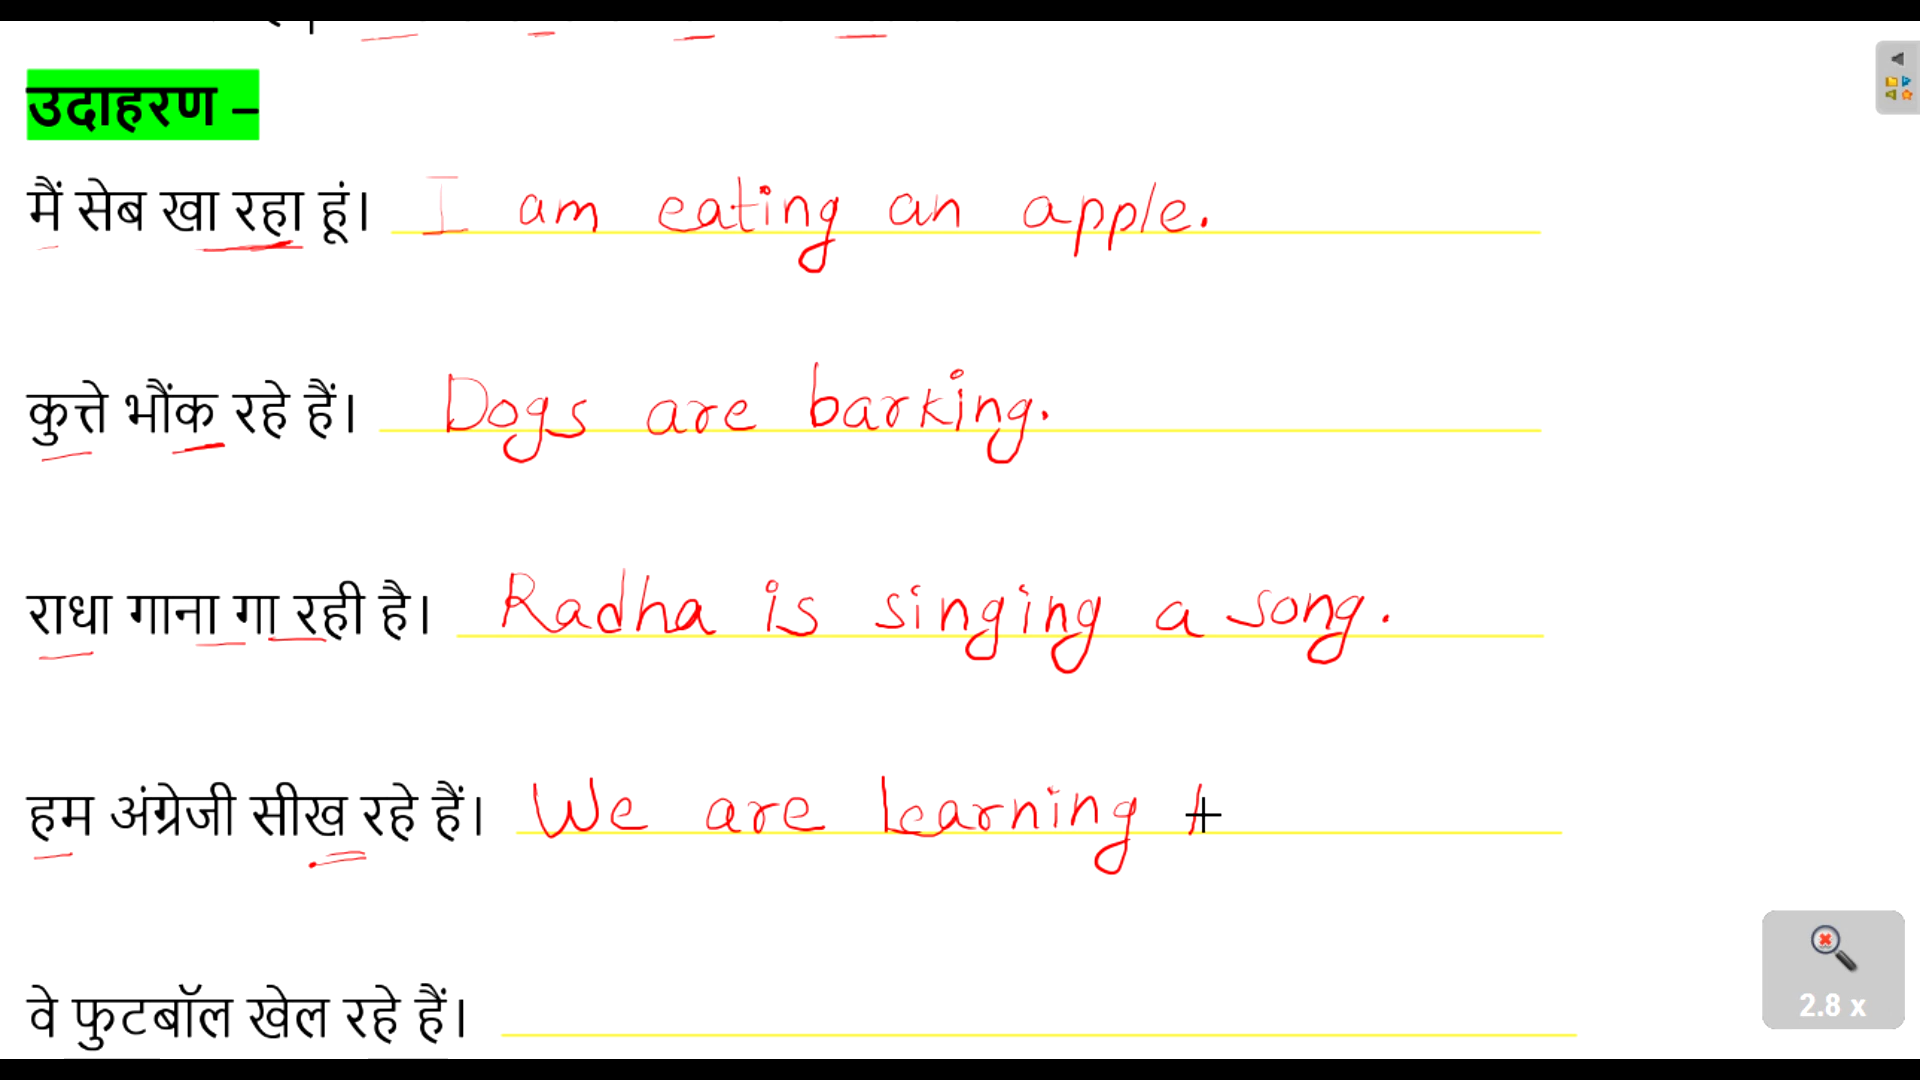 उदाहरण –
मैं सेब खा रहा हूं। I am eating an apple.
कुत्ते भौंक रहे हैं। Dogs are barking.
राधा गाना गा रही है। Radha is singing a song.
हम अंग्रेजी सीख रहे हैं। We are learning
वे फुटबॉल खेल रहे हैं।
2.8 x